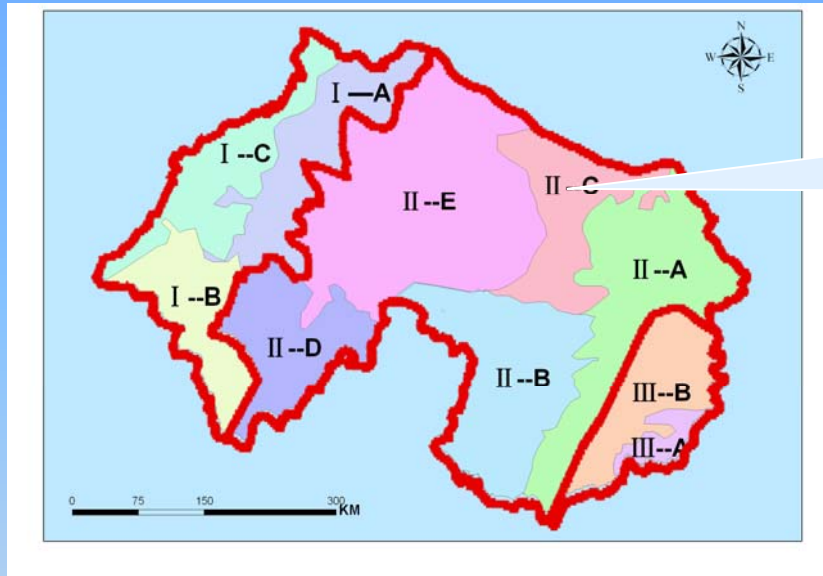 N
W E
S
I —A
I --C
II --C
II --E
II --A
I --B
II --D
II --B
III--B
III--A
0 75 150 300
KM